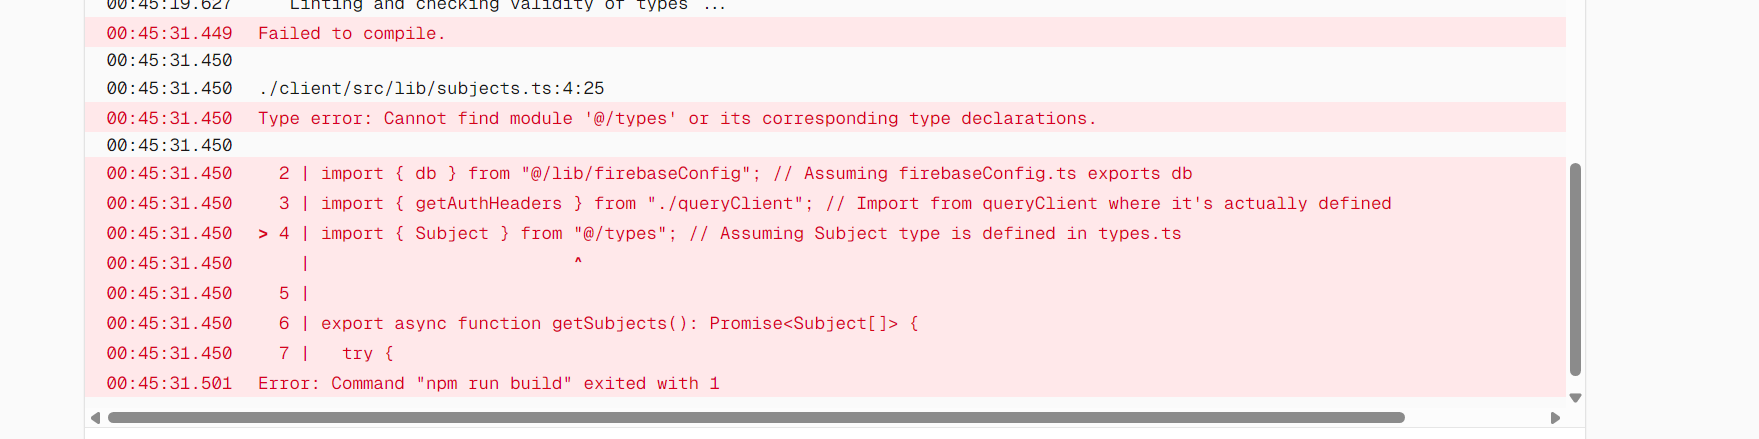 00:45:19.627 Linting and checking validity of types ...
00:45:31.449 Failed to compile.
00:45:31.450
00:45:31.450 ./client/src/lib/subjects.ts:4:25
00:45:31.450 Type error: Cannot find module '@/types' or its corresponding type declarations.
00:45:31.450
00:45:31.450 2 | import { db } from "@/lib/firebaseConfig"; // Assuming firebaseConfig.ts exports db
00:45:31.450 3 | import { getAuthHeaders } from "./queryClient"; // Import from queryClient where it's actually defined
00:45:31.450 > 4 | import { Subject } from "@/types"; // Assuming Subject type is defined in types.ts
00:45:31.450 | ^
00:45:31.450 5 |
00:45:31.450 6 | export async function getSubjects(): Promise<Subject[]> {
00:45:31.450 7 | try {
00:45:31.501 Error: Command "npm run build" exited with 1